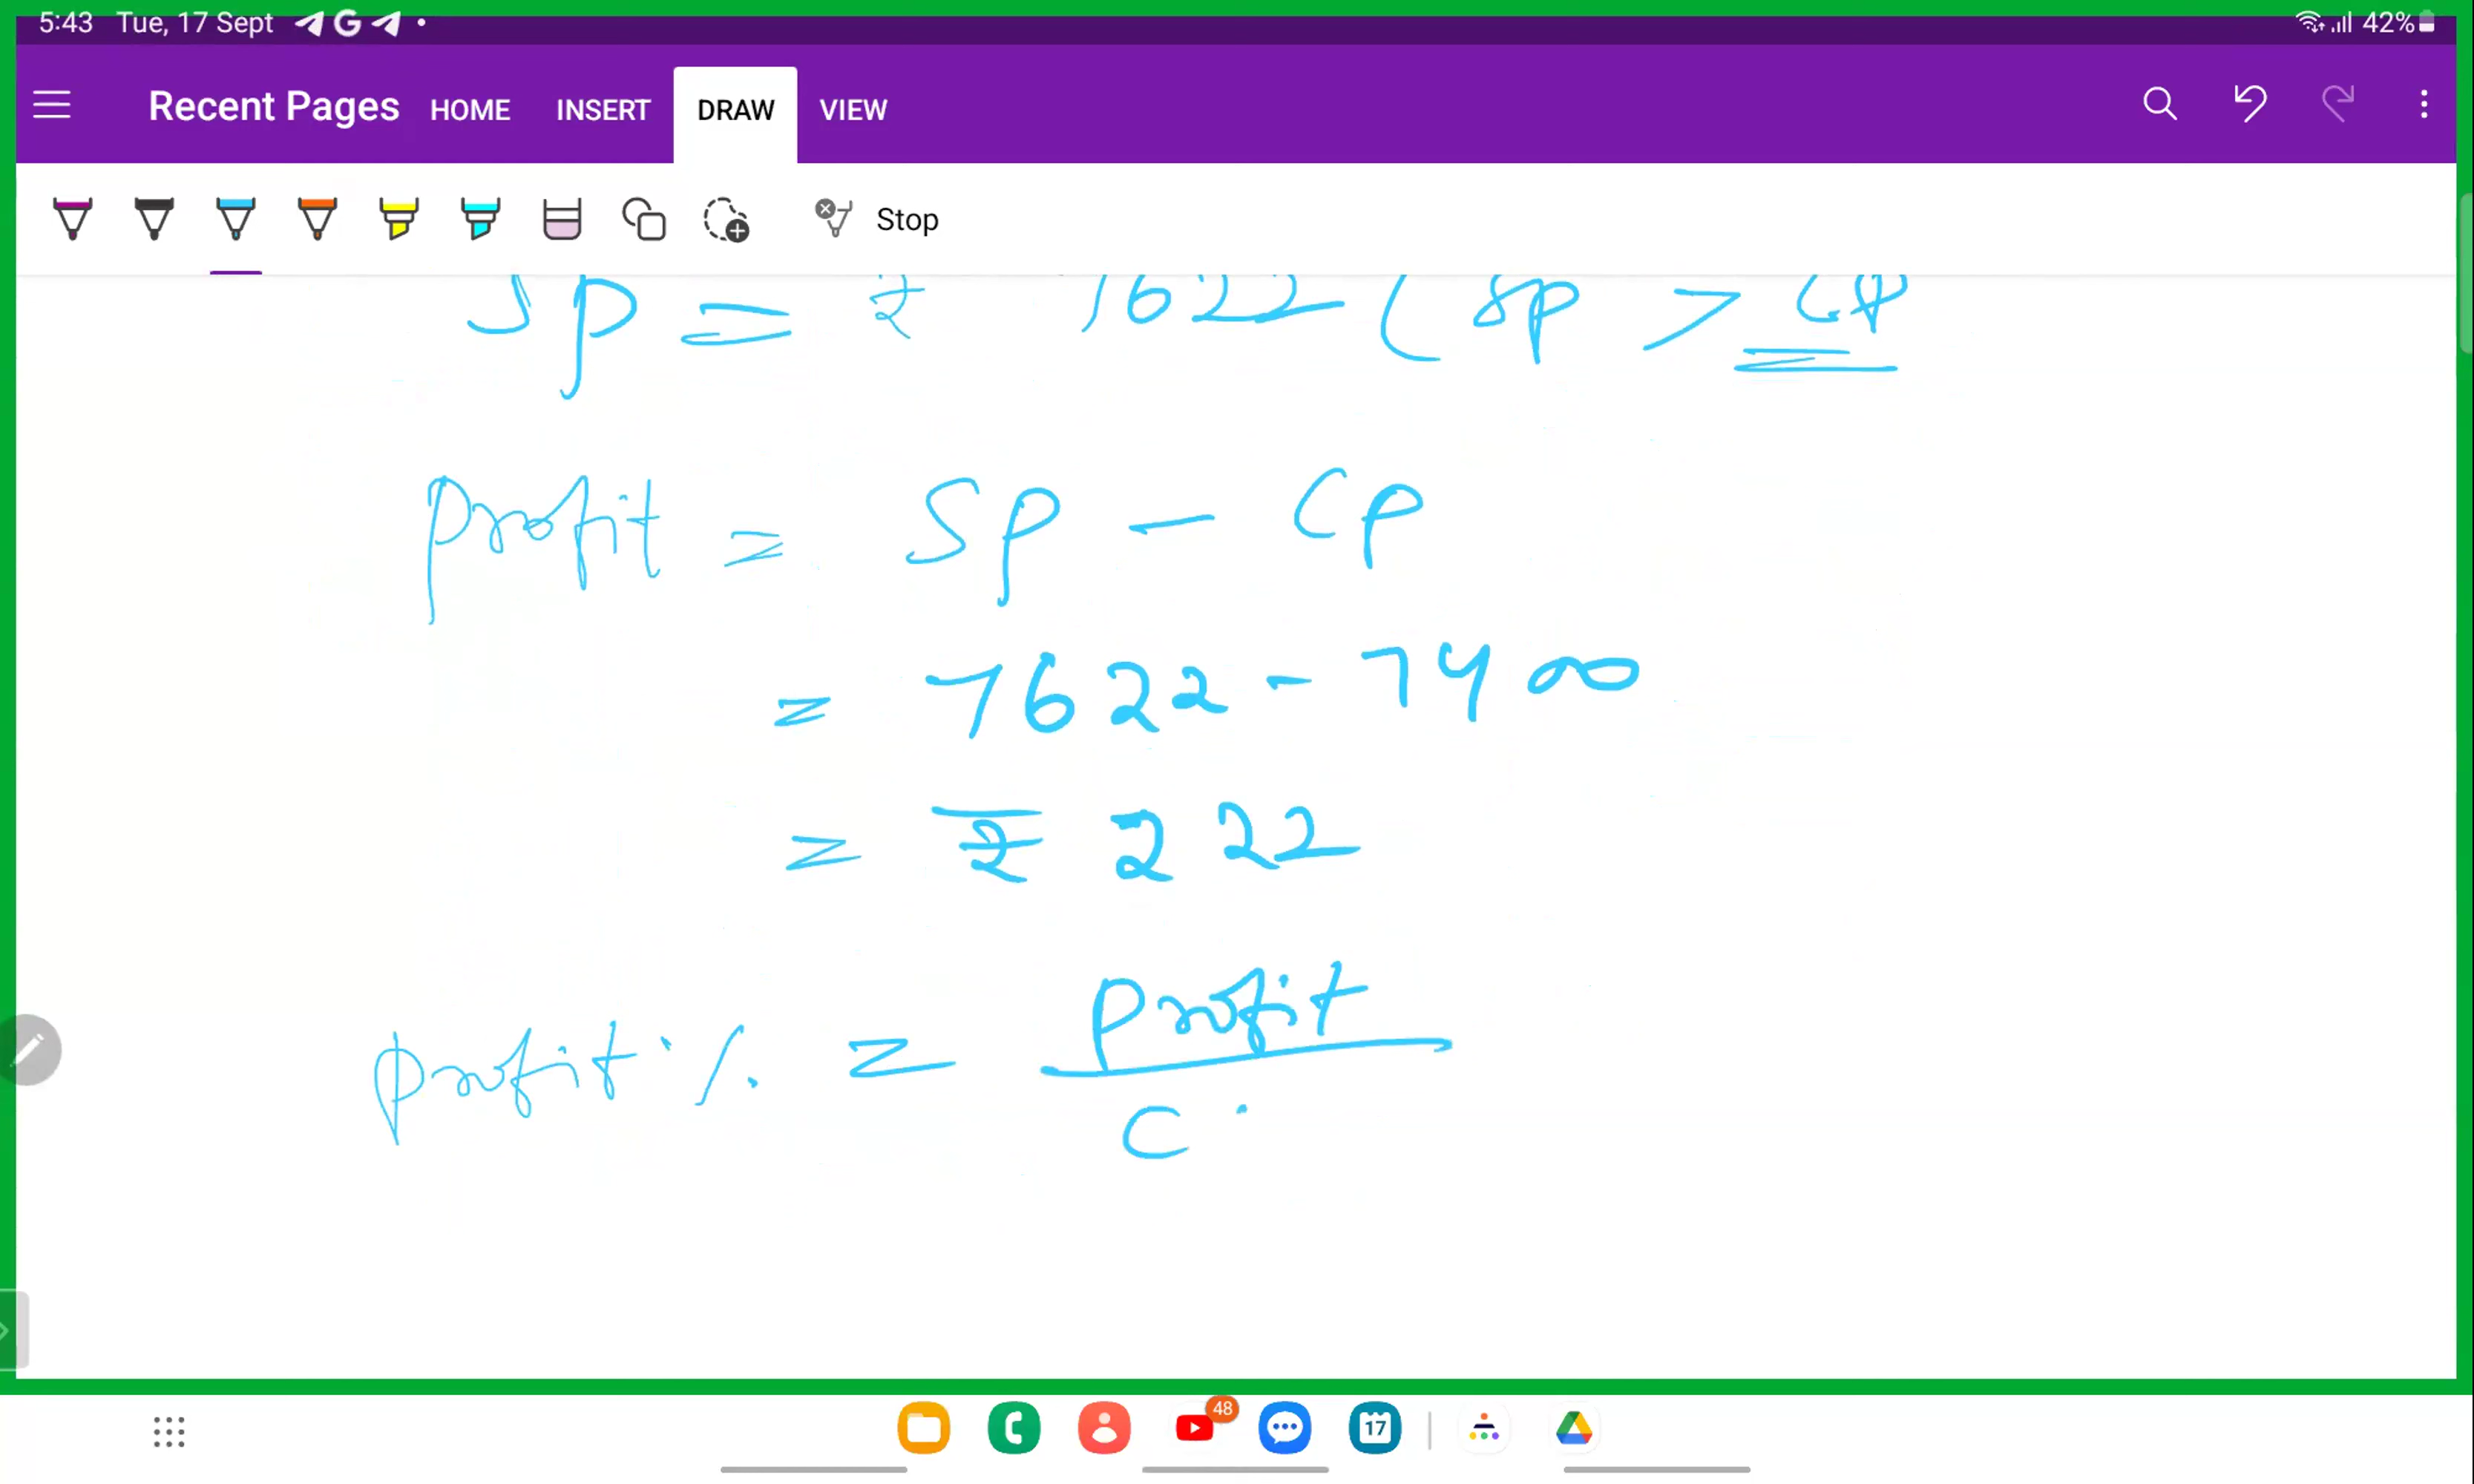 5:43 Tue, 17 Sept 42%
Recent Pages HOME INSERT DRAW VIEW
Stop
SP = ₹ 7622 ( SP > CP
Profit = SP - CP
= 7622 - 7400
= ₹ 222
Profit % = Profit
C
48
17